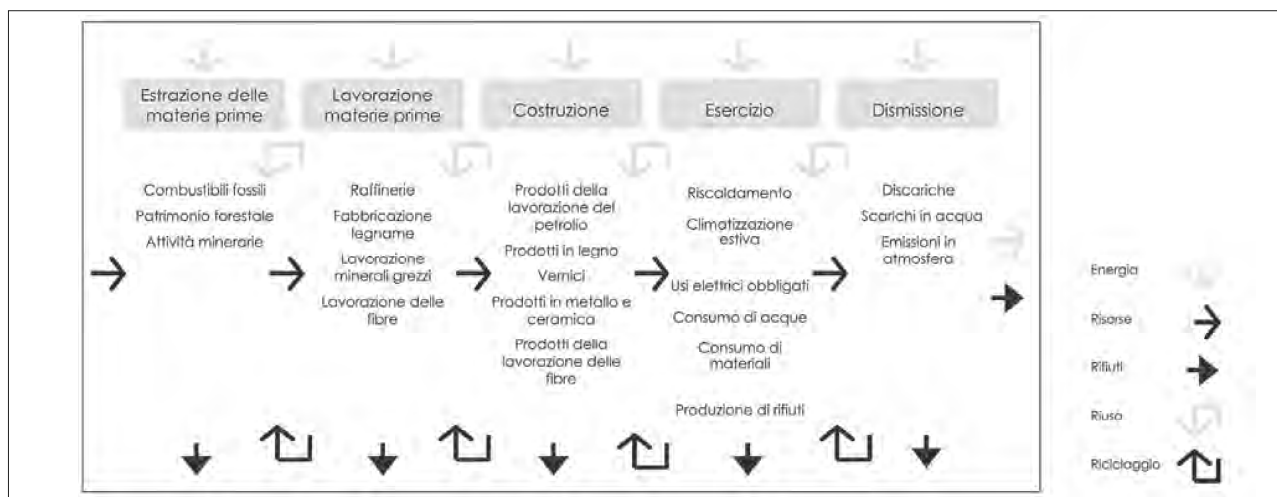 Estrazione delle
materie prime
Lavorazione
materie prime
Costruzione
Esercizio
Dismissione
Combustibili fossili
Patrimonio forestale
Attività minerarie
Raffinerie
Fabbricazione
legname
Lavorazione
minerali grezzi
Lavorazione delle
fibre
Prodotti della
lavorazione del
petrolio
Prodotti in legno
Vernici
Prodotti in metallo e
ceramica
Prodotti della
lavorazione delle
fibre
Riscaldamento
Climatizzazione
estiva
Usi elettrici obbligati
Consumo di acque
Consumo di
materiali
Produzione di rifiuti
Discariche
Scarichi in acqua
Emissioni in
atmosfera
Energia
Risorse
Rifiuti
Riuso
Riciclaggio